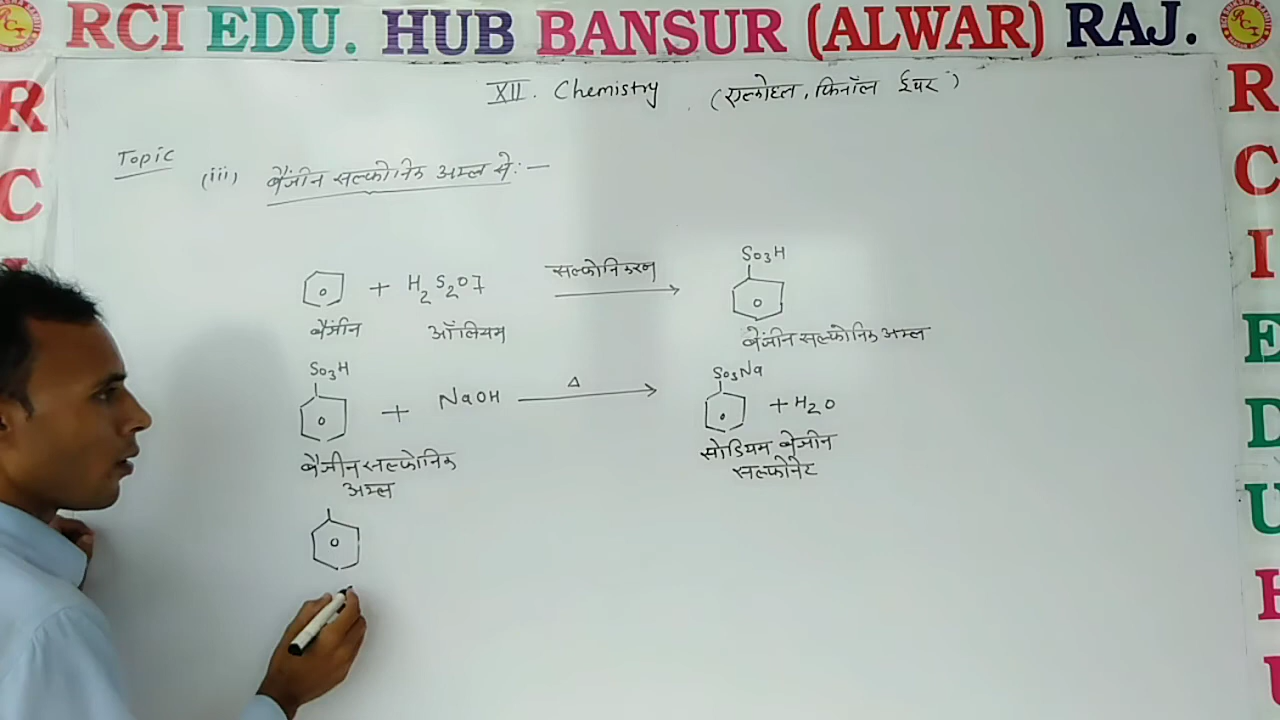 RCI EDU. HUB BANSUR (ALWAR) RAJ.
XII. Chemistry (एल्कोहल, फिनॉल ईथर)
Topic
(iii) बैंजीन सल्फोनिक अम्ल से:-
SO3H
+ H2S2O7 सल्फोनिकरण
बैंजीन ऑलियम बेंजीन सल्फोनिक अम्ल
SO3H SO3Na
+ NaOH Δ + H2O
बैंजीन सल्फोनिक अम्ल
सोडियम बेंजीन सल्फोनेट
R
C
I
R
C
I
E
D
U
H
U